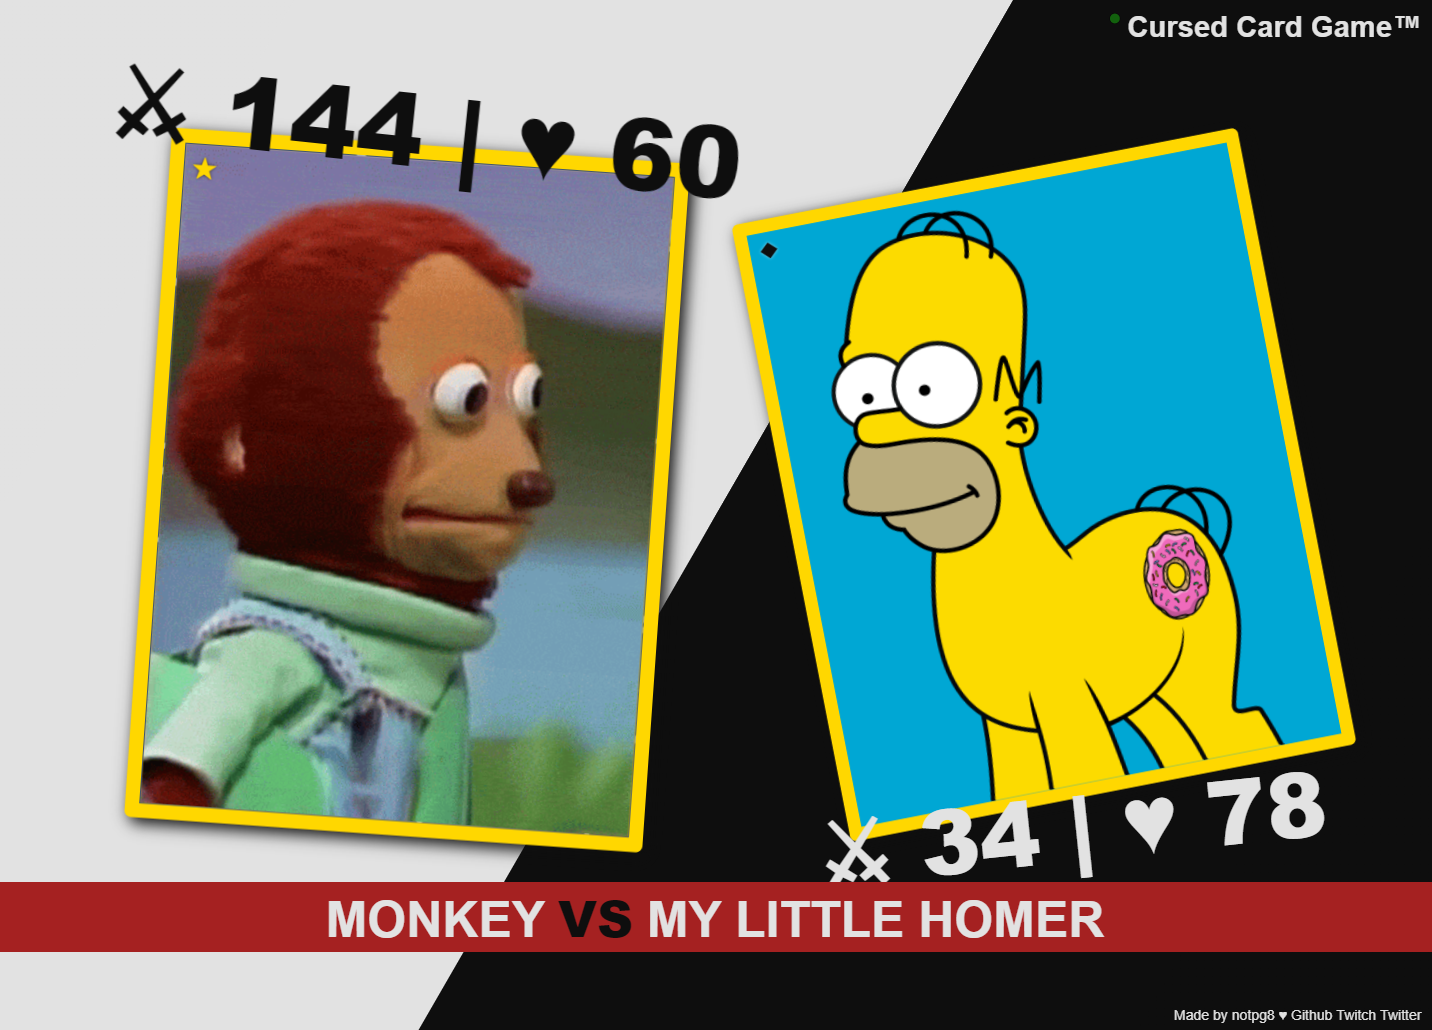 Cursed Card Game™
⚔ 144 | ♥ 60
⚔ 34 | ♥ 78
MONKEY VS MY LITTLE HOMER
Made by notpg8 ♥ Github Twitch Twitter